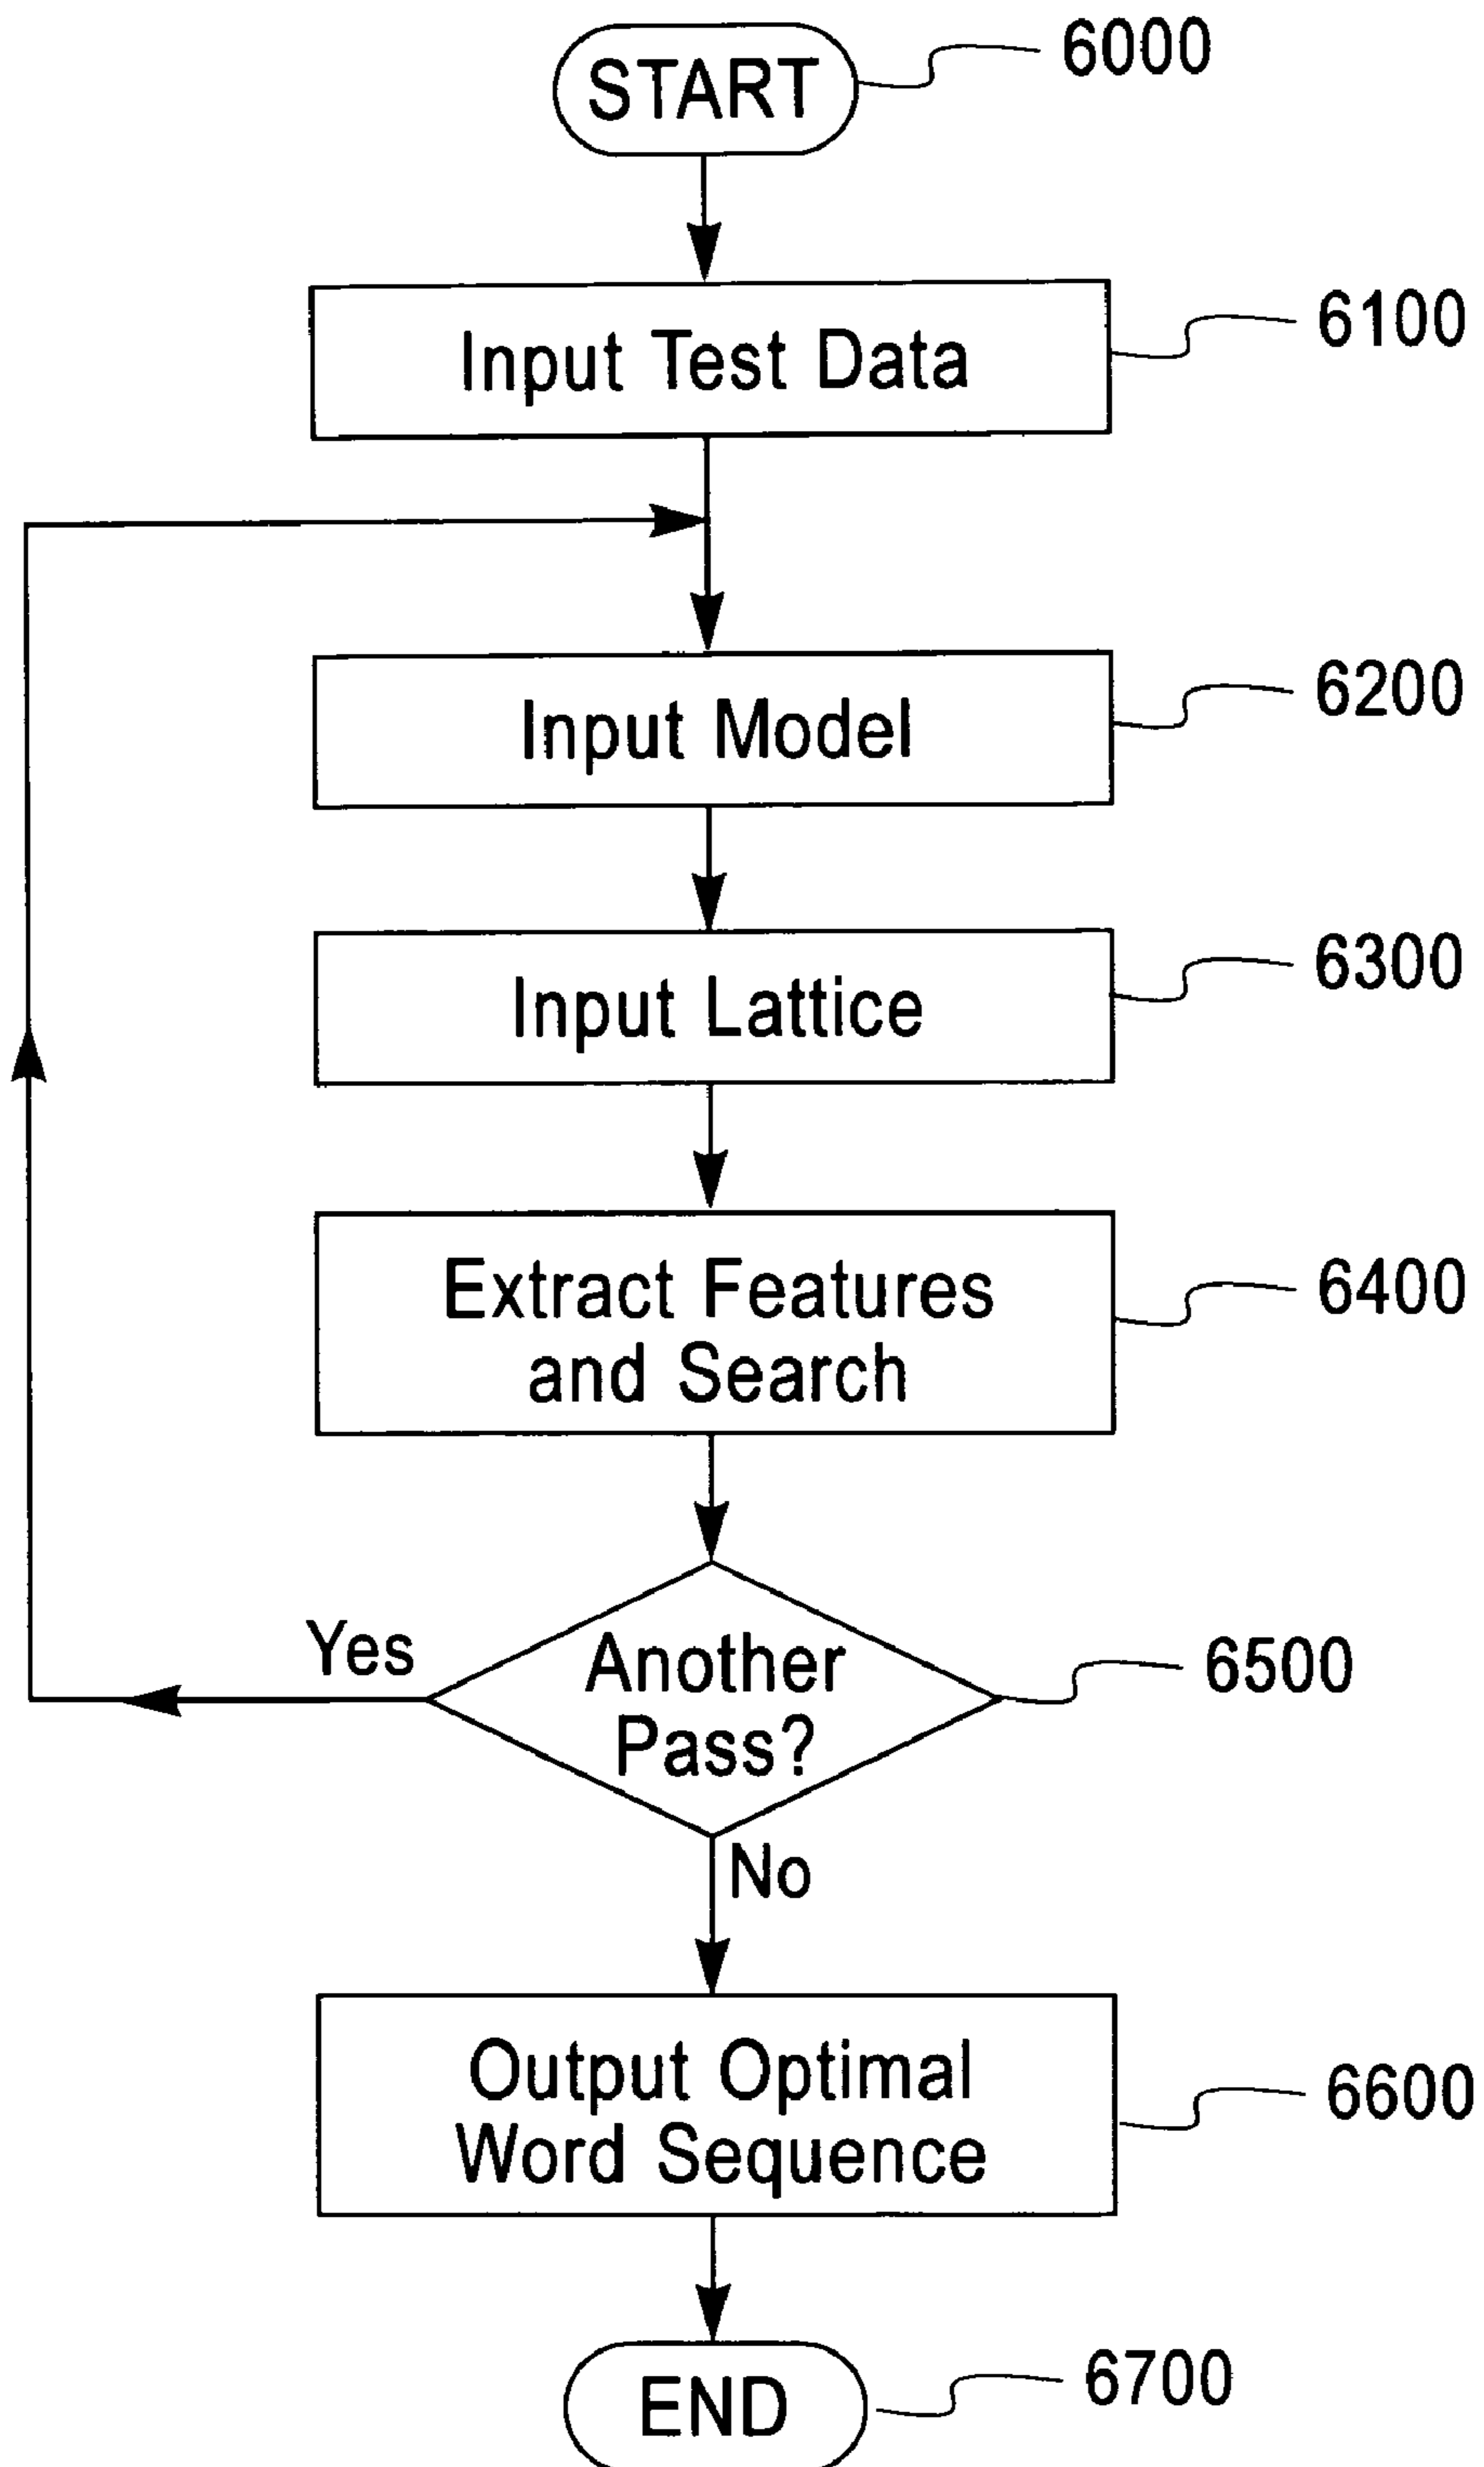 START
6000
Input Test Data
6100
Input Model
6200
Input Lattice
6300
Extract Features
and Search
6400
Yes
Another
Pass?
6500
No
Output Optimal
Word Sequence
6600
END
6700